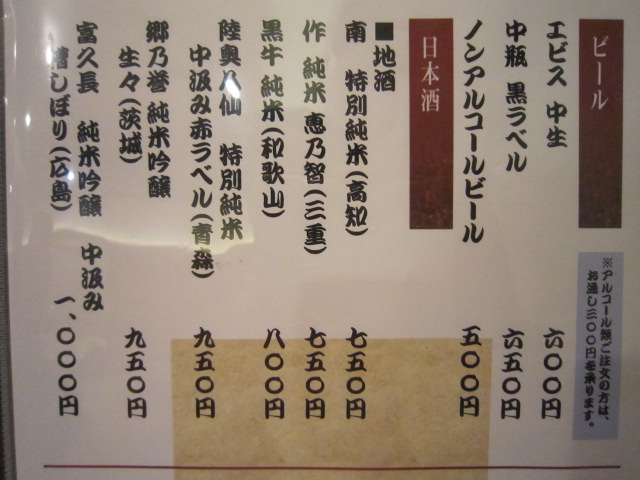 ビール
※アルコール類ご注文の方は、
お通し三〇〇円を承ります。
エビス 中生 六〇〇円
中瓶 黒ラベル 六五〇円
ノンアルコールビール 五〇〇円
日本酒
■地酒
南 特別純米(高知) 七五〇円
作 純米 恵乃智(三重) 七五〇円
黒牛 純米(和歌山) 八〇〇円
陸奥八仙 特別純米
中汲み赤ラベル(青森) 九五〇円
郷乃誉 純米吟醸
生々(茨城) 九五〇円
富久長 純米吟醸 中汲み
槽しぼり(広島) 一、〇〇〇円